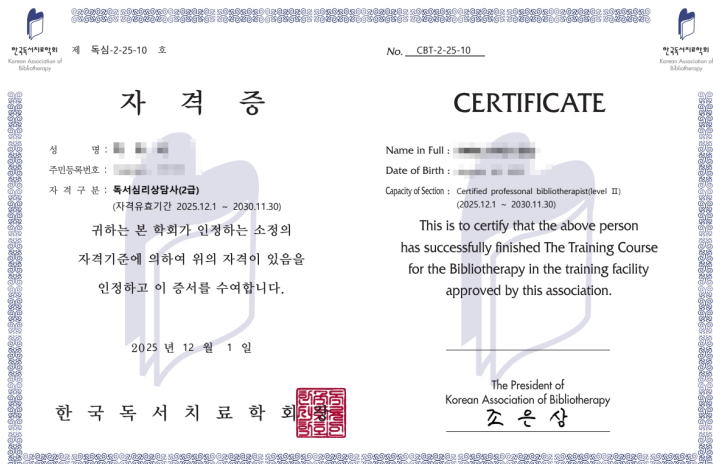 한국독서치료학회
Korean Association of
Bibliotherapy
제 독심-2-25-10 호
자 격 증
성 명 :
주민등록번호 :
자 격 구 분 : 독서심리상담사(2급)
(자격유효기간 2025.12.1 ~ 2030.11.30)
귀하는 본 학회가 인정하는 소정의
자격기준에 의하여 위의 자격이 있음을
인정하고 이 증서를 수여합니다.
2025 년 12 월 1 일
한 국 독 서 치 료 학 회 장
No. CBT-2-25-10
한국독서치료학회
Korean Association of
Bibliotherapy
CERTIFICATE
Name in Full :
Date of Birth :
Capacity of Section : Certified professonal bibliotherapist(level Ⅱ)
(2025.12.1 ~ 2030.11.30)
This is to certify that the above person
has successfully finished The Training Course
for the Bibliotherapy in the training facility
approved by this association.
The President of
Korean Association of Bibliotherapy
조 은 상